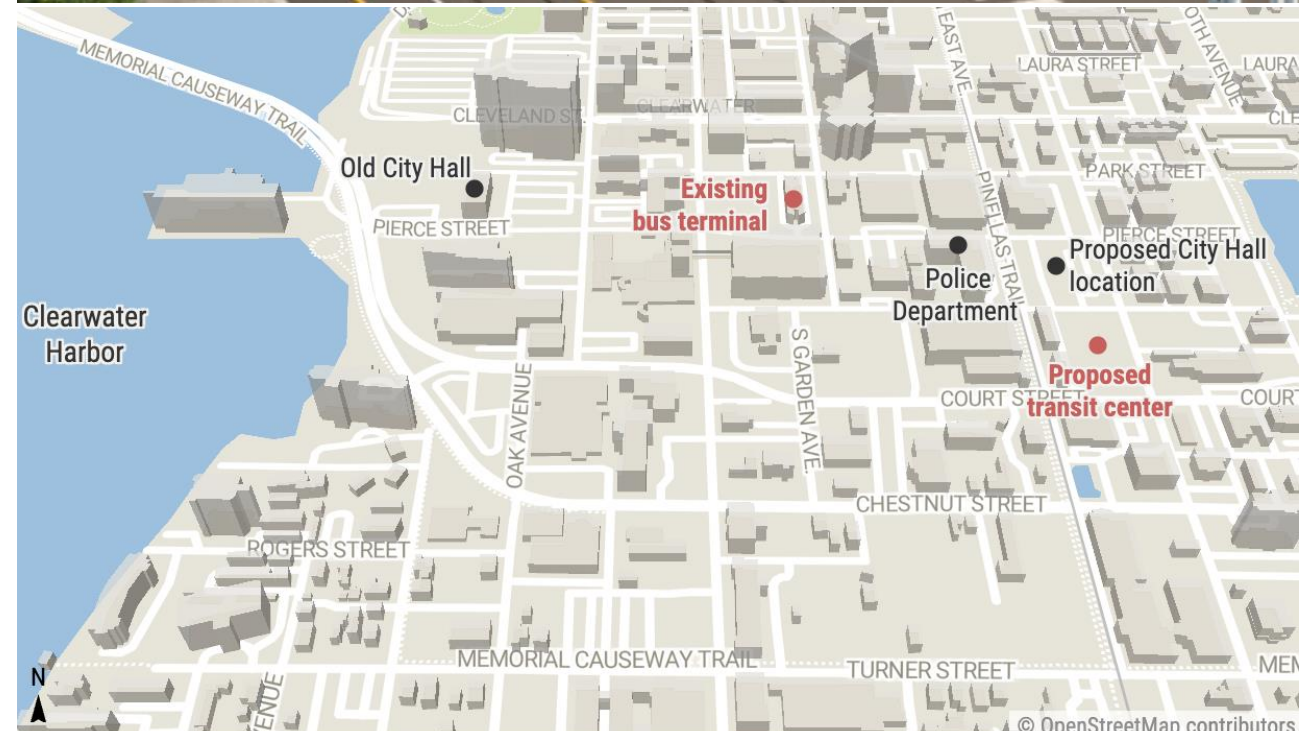 MEMORIAL CAUSEWAY TRAIL
EAST AVE.
LAURA STREET
LAURA
CLEVELAND ST.
CLEARWATER
Old City Hall
PIERCE STREET
Existing
bus terminal
PARK STREET
PINELLAS TRAIL
PIERCE STREET
Proposed City Hall
location
Police
Department
Clearwater
Harbor
S GARDEN AVE.
OAK AVENUE
Proposed
transit center
COURT STREET
COURT
CHESTNUT STREET
ROGERS STREET
MEMORIAL CAUSEWAY TRAIL
TURNER STREET
MEM
N
© OpenStreetMap contributors